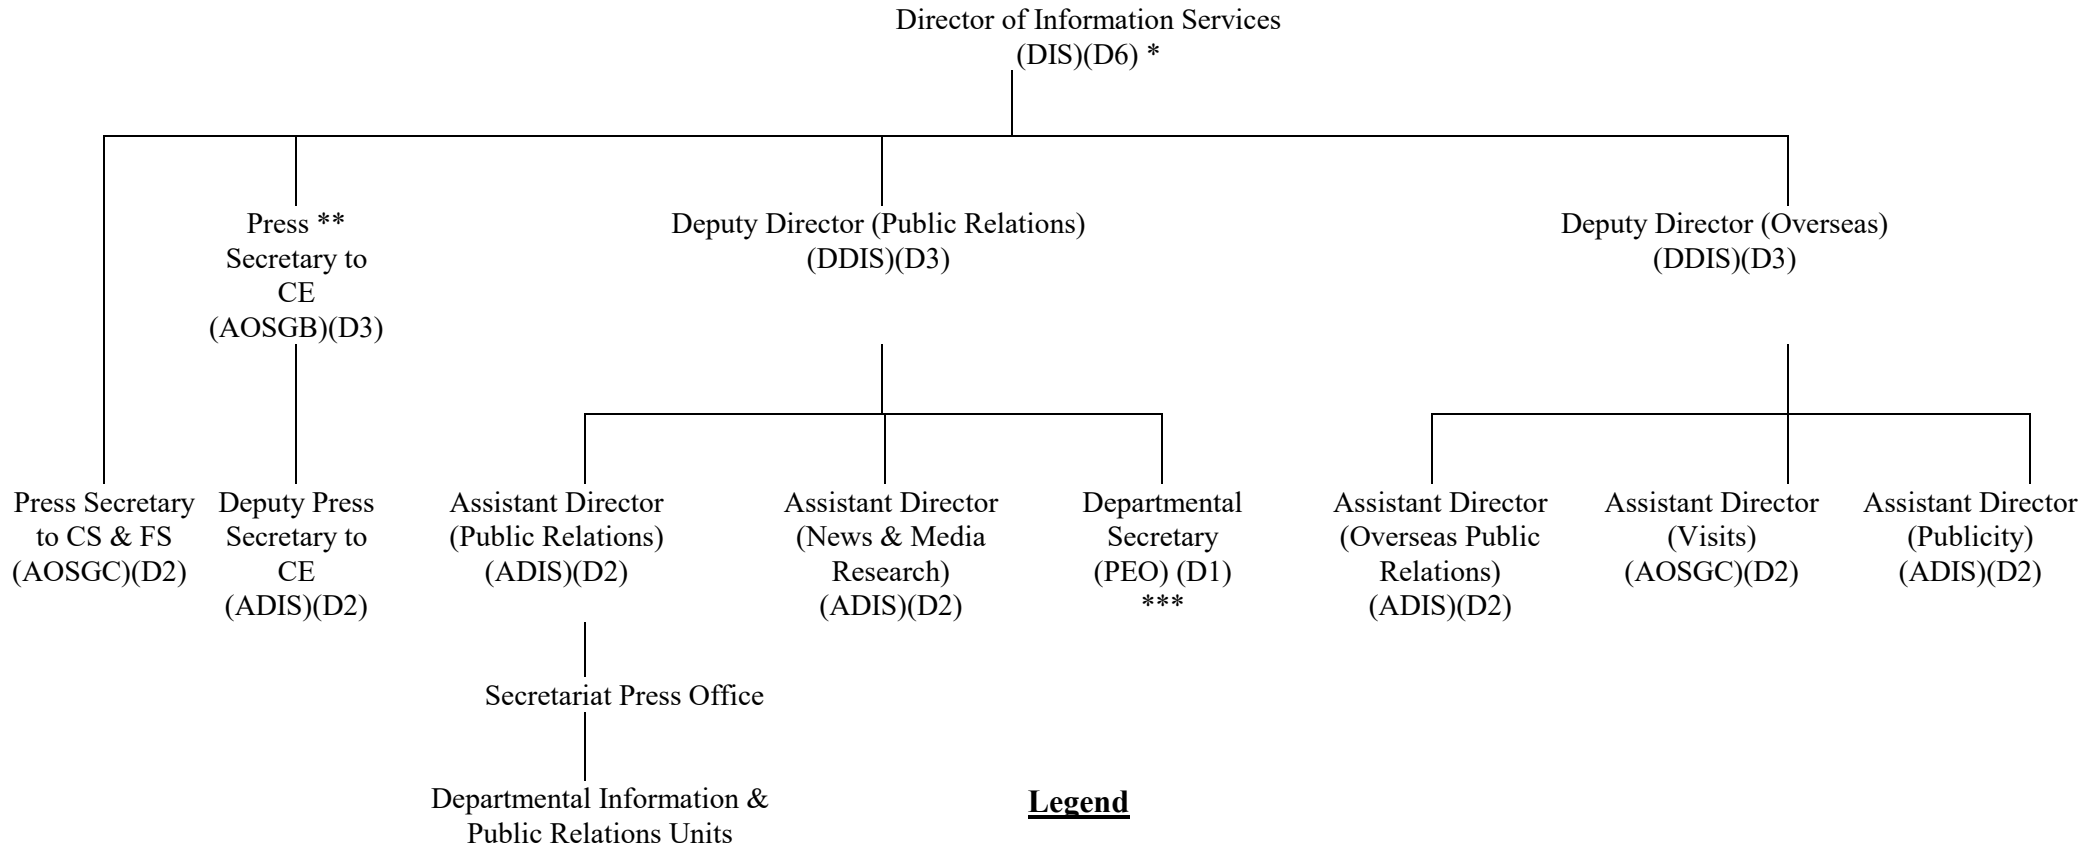 Director of Information Services
(DIS)(D6) *
Press **
Secretary to
CE
(AOSGB)(D3)
Deputy Director (Public Relations)
(DDIS)(D3)
Deputy Director (Overseas)
(DDIS)(D3)
Press Secretary
to CS & FS
(AOSGC)(D2)
Deputy Press
Secretary to
CE
(ADIS)(D2)
Assistant Director
(Public Relations)
(ADIS)(D2)
Assistant Director
(News & Media
Research)
(ADIS)(D2)
Departmental
Secretary
(PEO) (D1)
***
Assistant Director
(Overseas Public
Relations)
(ADIS)(D2)
Assistant Director
(Visits)
(AOSGC)(D2)
Assistant Director
(Publicity)
(ADIS)(D2)
Secretariat Press Office
Departmental Information &
Public Relations Units
Legend